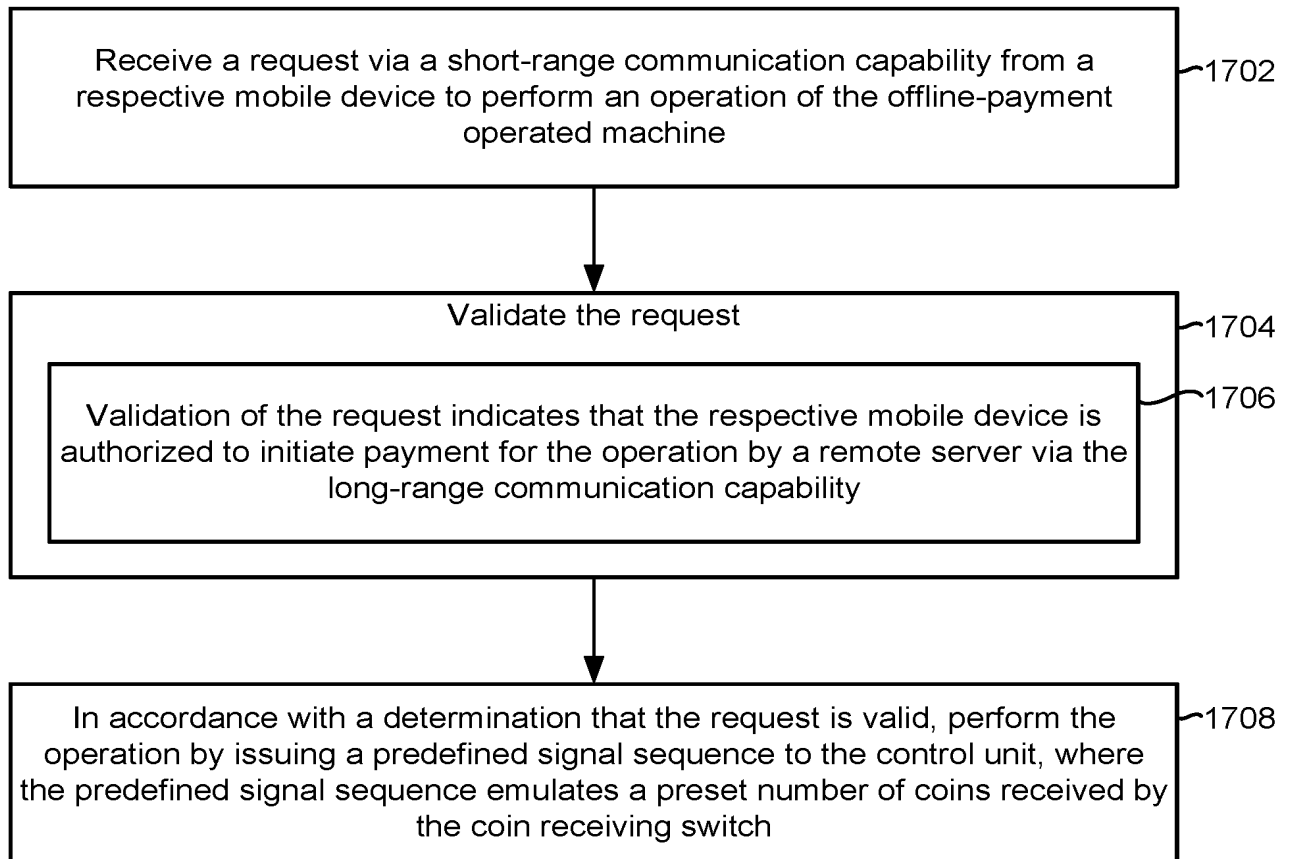 Receive a request via a short-range communication capability from a
respective mobile device to perform an operation of the offline-payment
operated machine
1702
Validate the request
1704
Validation of the request indicates that the respective mobile device is
authorized to initiate payment for the operation by a remote server via the
long-range communication capability
1706
In accordance with a determination that the request is valid, perform the
operation by issuing a predefined signal sequence to the control unit, where
the predefined signal sequence emulates a preset number of coins received by
the coin receiving switch
1708